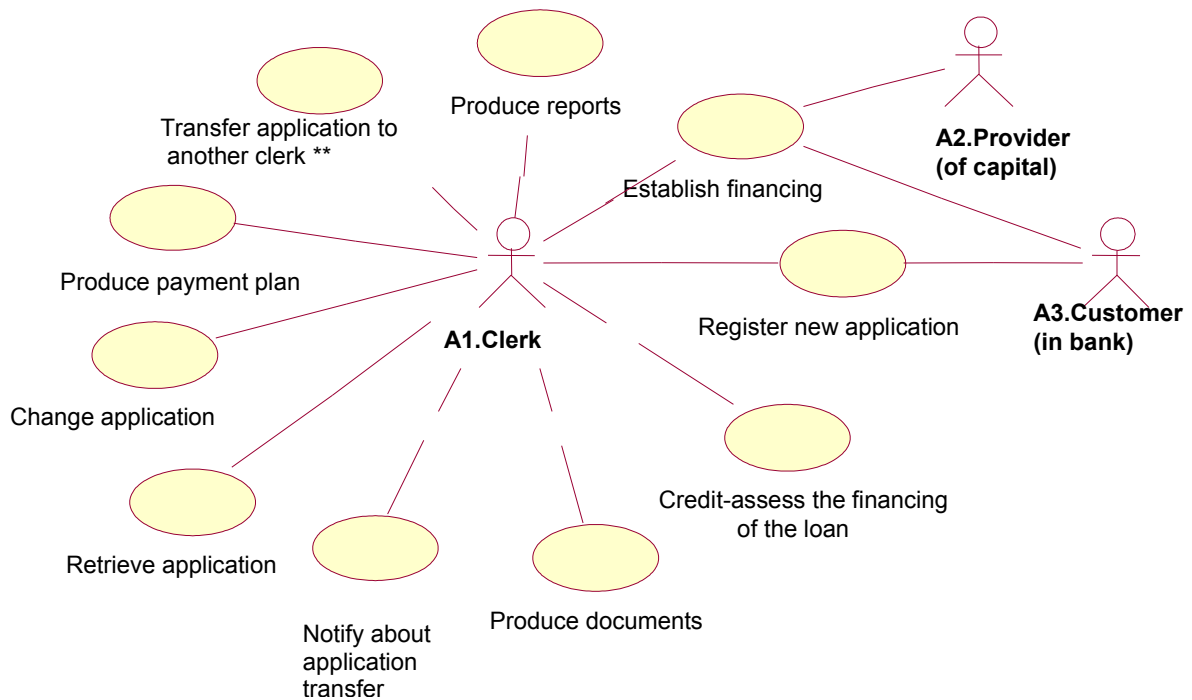 Produce reports
Transfer application to
another clerk **
A2.Provider
(of capital)
Establish financing
Produce payment plan
A1.Clerk
Register new application
A3.Customer
(in bank)
Change application
Credit-assess the financing
of the loan
Retrieve application
Notify about
application
transfer
Produce documents